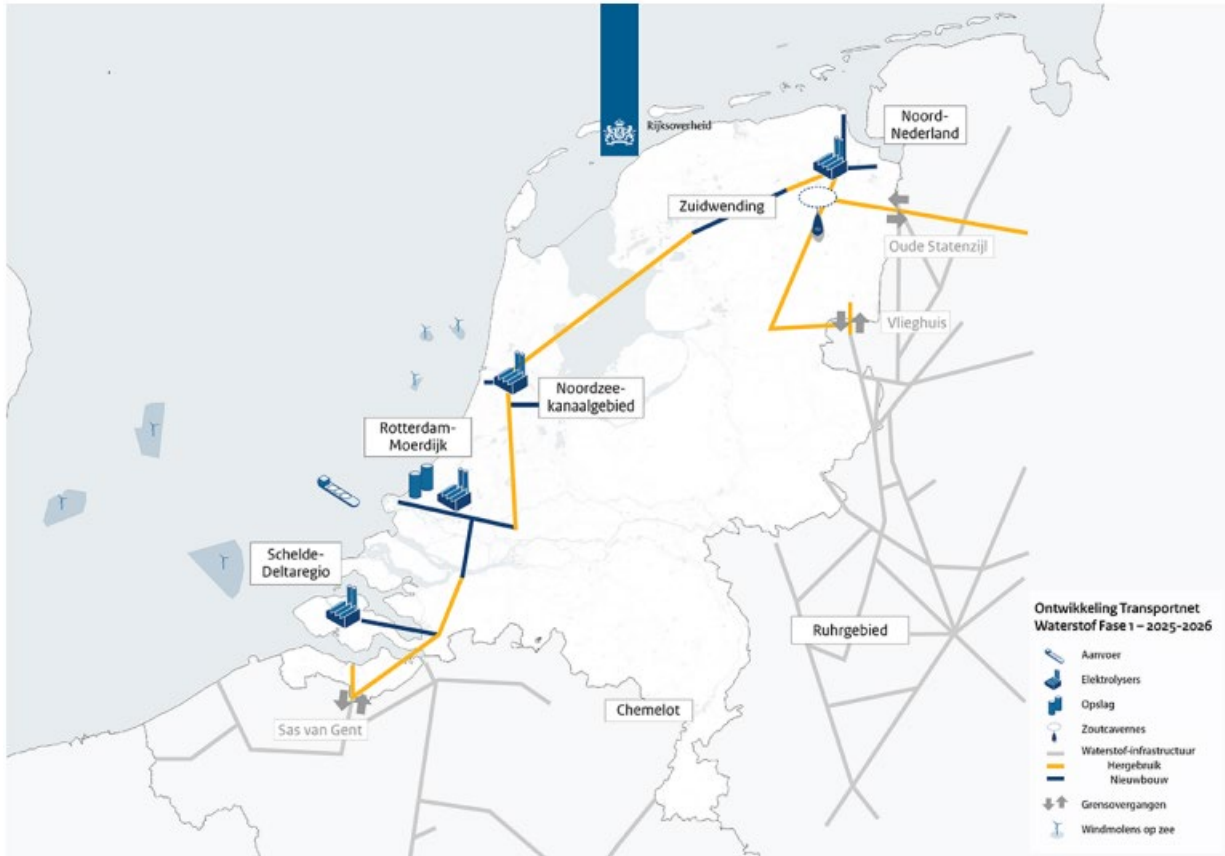 Rijksoverheid
Noord-
Nederland
Zuidwending
Oude Statenzijl
Vlieghuis
Noordzee-
kanaalgebied
Rotterdam-
Moerdijk
Schelde-
Deltaregio
Ruhrgebied
Chemelot
Sas van Gent
Ontwikkeling Transportnet
Waterstof Fase 1 – 2025-2026
Aanvoer
Elektrolysers
Opslag
Zoutcavernes
Waterstof-infrastructuur
Hergebruik
Nieuwbouw
Grensovergangen
Windmolens op zee